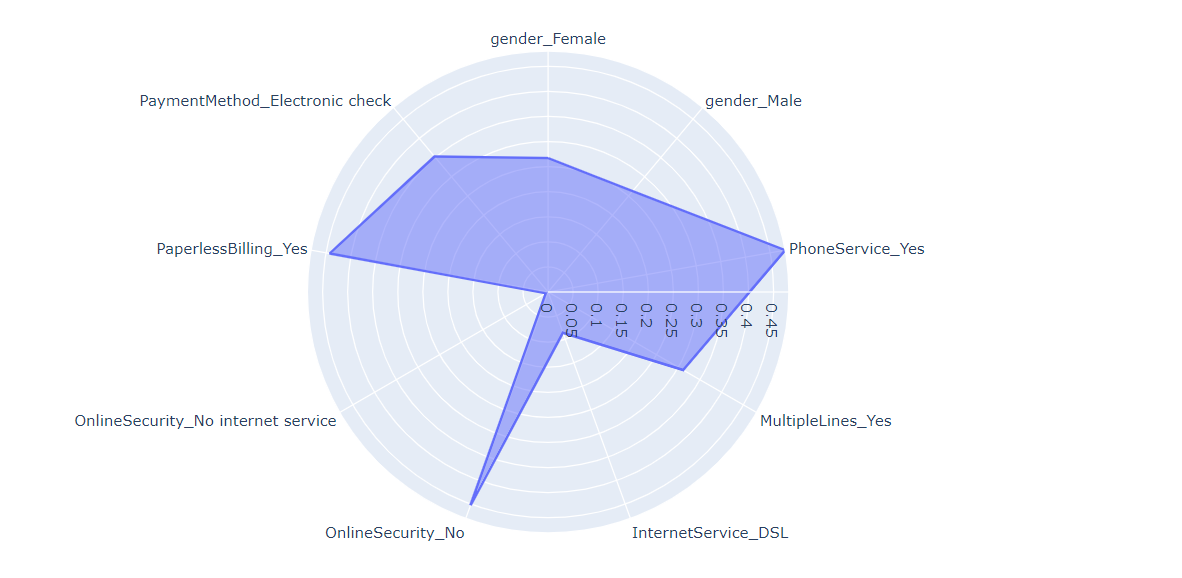 gender_Female
PaymentMethod_Electronic check
gender_Male
PaperlessBilling_Yes
PhoneService_Yes
0
0.05
0.1
0.15
0.2
0.25
0.3
0.35
0.4
0.45
OnlineSecurity_No internet service
MultipleLines_Yes
OnlineSecurity_No
InternetService_DSL